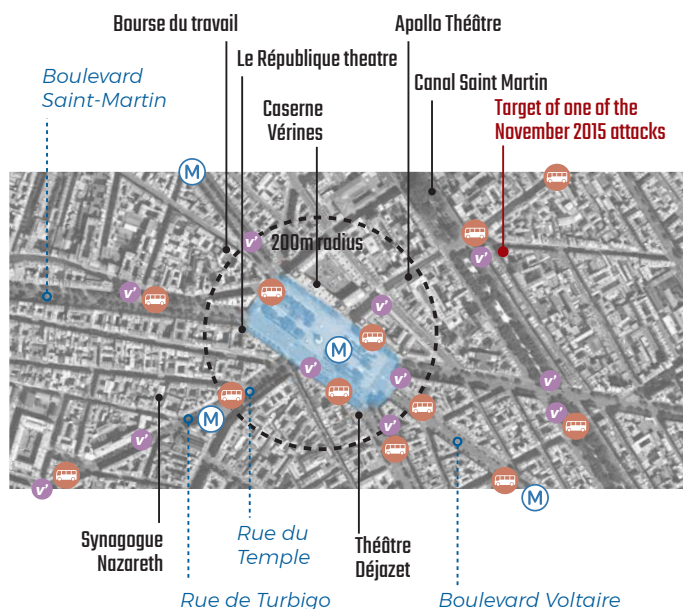 Bourse du travail
Apollo Théâtre
Le République theatre
Boulevard
Saint-Martin
Caserne
Vérines
Canal Saint Martin
Target of one of the
November 2015 attacks
M
v'
v'
200m radius
v'
v'
v'
M
v'
v'
v'
v'
v'
M
v'
v'
M
Synagogue
Nazareth
Rue du
Temple
Théâtre
Déjazet
Rue de Turbigo
Boulevard Voltaire